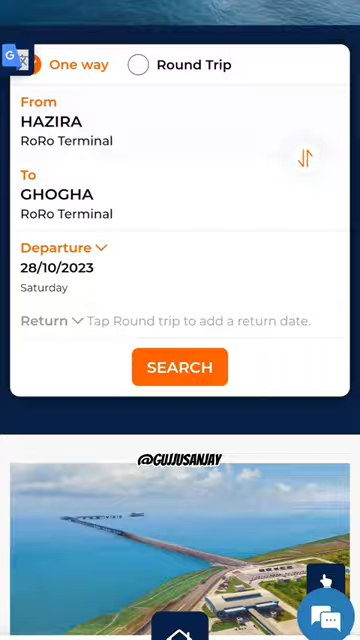 One way
Round Trip
From
HAZIRA
RoRo Terminal
To
GHOGHA
RoRo Terminal
Departure
28/10/2023
Saturday
Return Tap Round trip to add a return date.
SEARCH
@GUJJUSANJAY